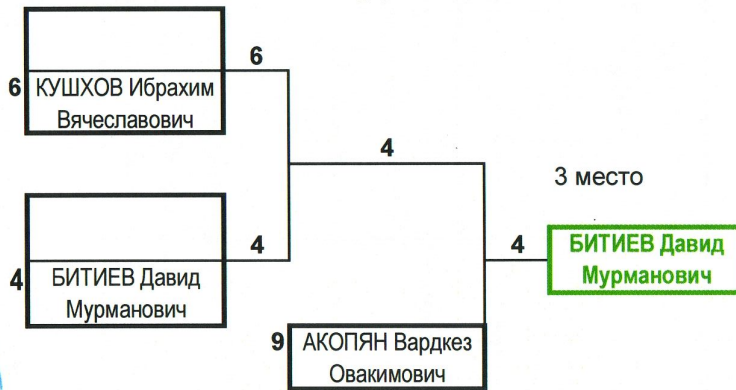 6
6 КУШХОВ Ибрахим
Вячеславович
4
3 место
4
4
БИТИЕВ Давид
Мурманович
4 БИТИЕВ Давид
Мурманович
9 АКОПЯН Вардкез
Овакимович